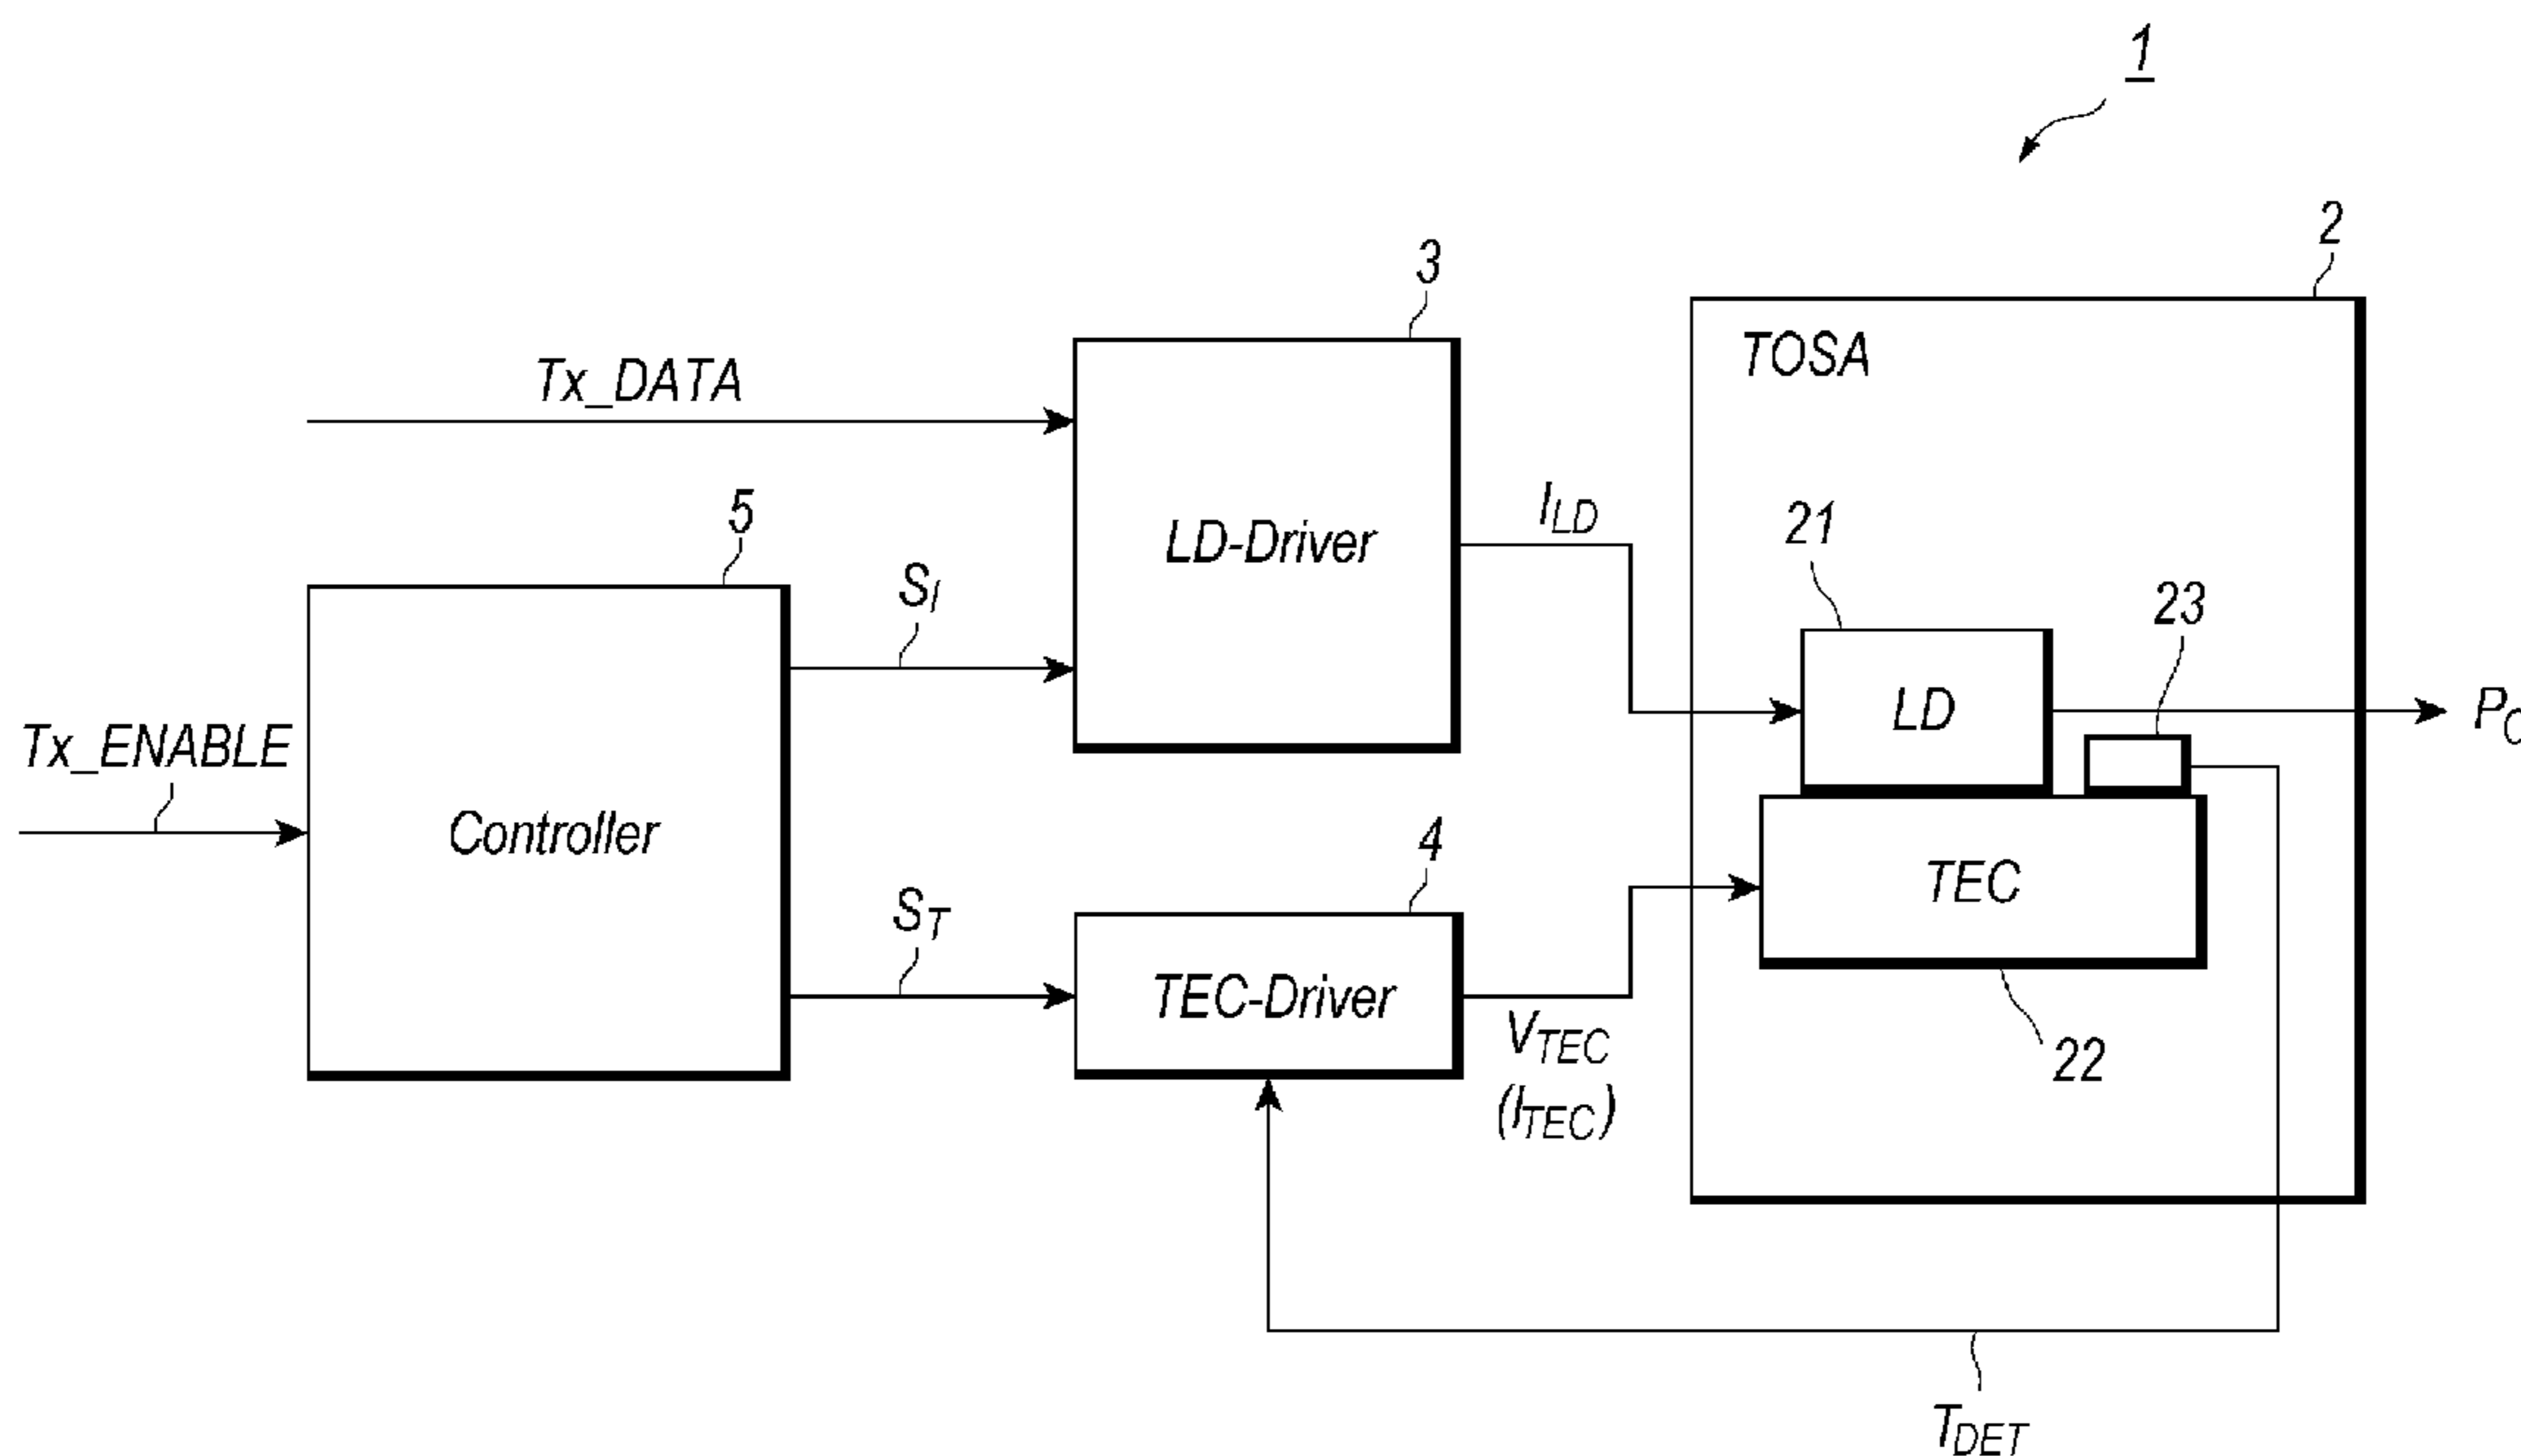 1
2
3
TOSA
Tx_DATA
5
LD-Driver
I_LD
21
S_I
23
LD
Tx_ENABLE
P_O
Controller
4
TEC
S_T
TEC-Driver
V_TEC
(I_TEC)
22
T_DET